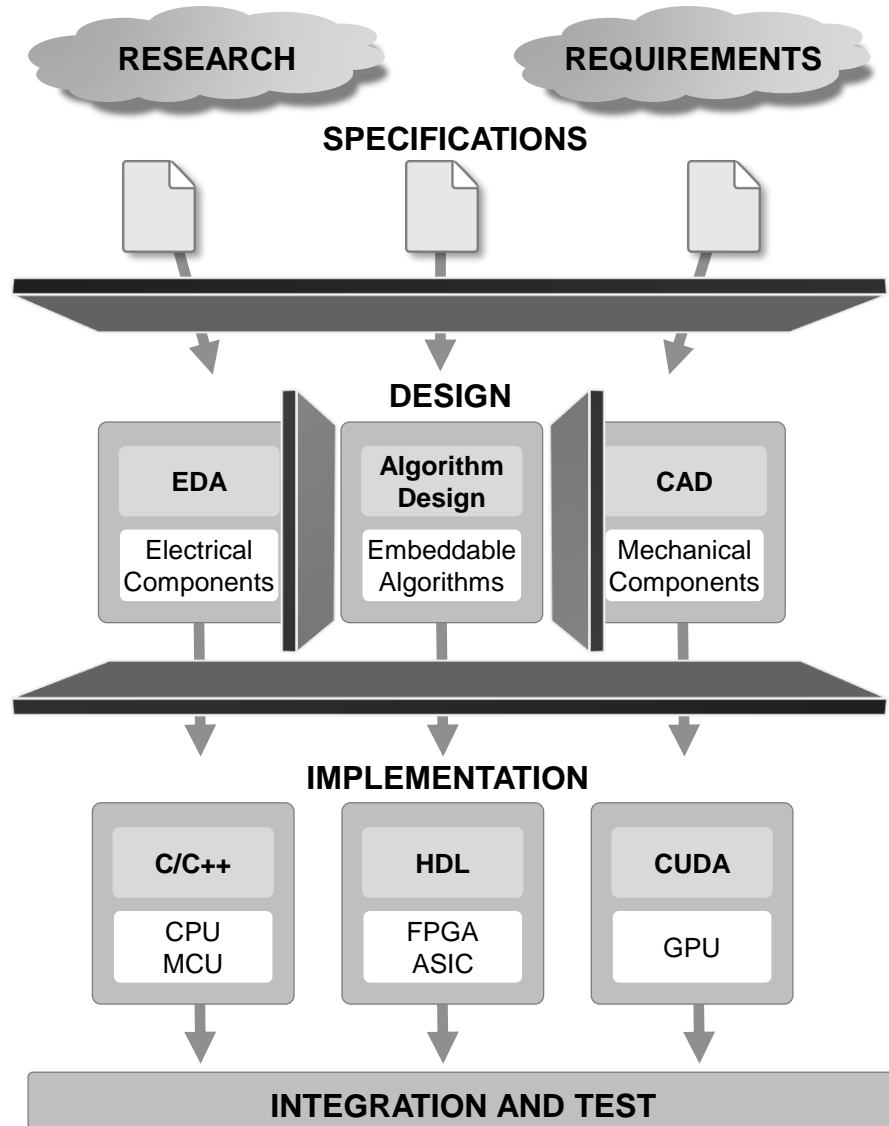 RESEARCH
REQUIREMENTS
SPECIFICATIONS
DESIGN
EDA
Electrical
Components
Algorithm
Design
Embeddable
Algorithms
CAD
Mechanical
Components
IMPLEMENTATION
C/C++
CPU
MCU
HDL
FPGA
ASIC
CUDA
GPU
INTEGRATION AND TEST